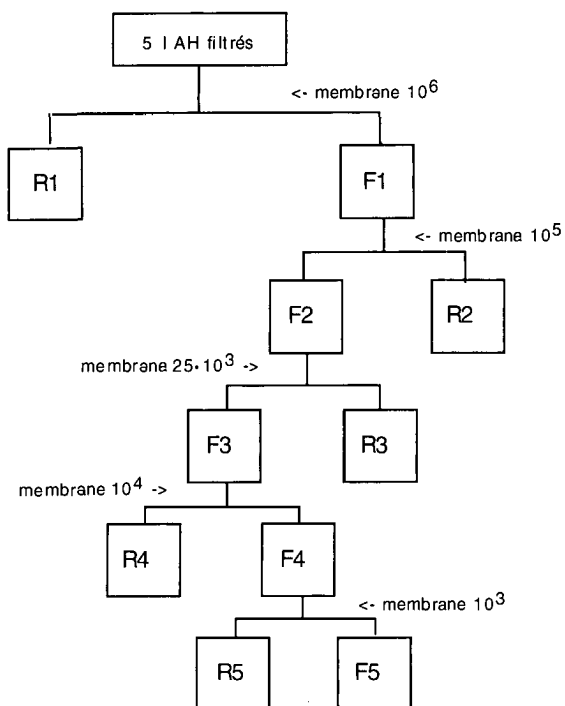 5 l AH filtrés
<- membrane 10⁶
R1
F1
<- membrane 10⁵
F2
R2
membrane 25•10³ ->
F3
R3
membrane 10⁴ ->
R4
F4
<- membrane 10³
R5
F5